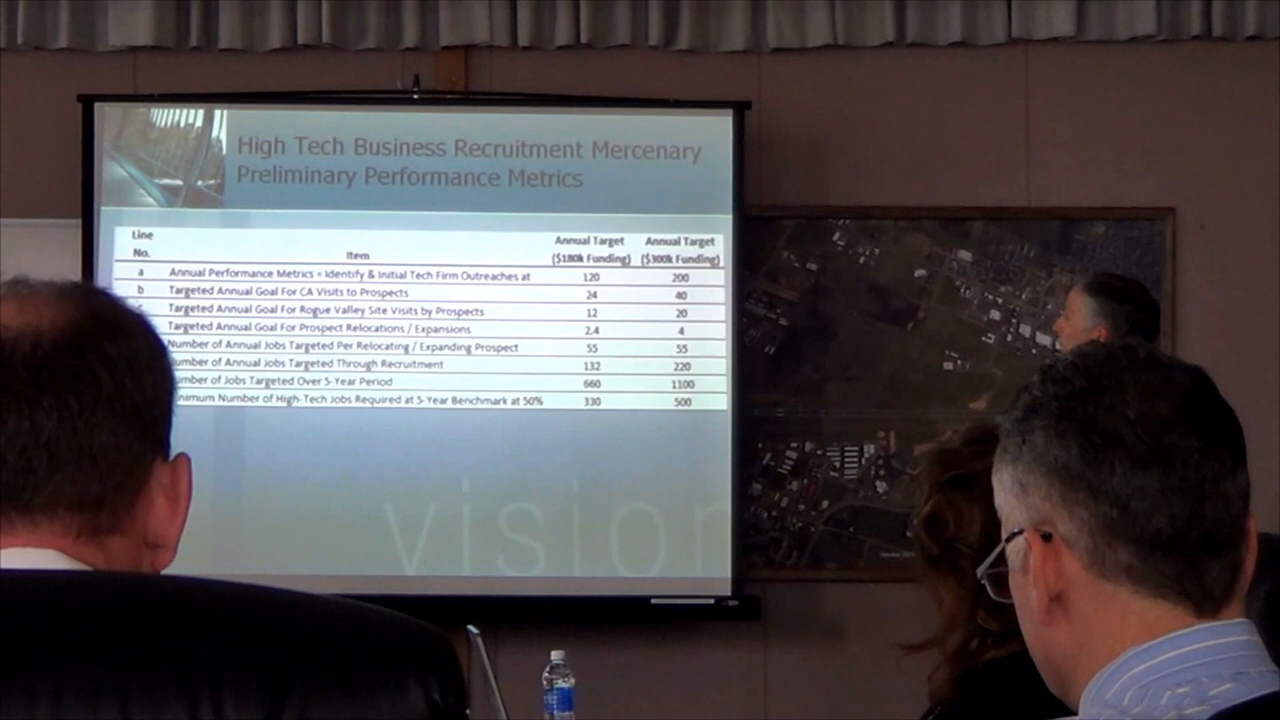 High Tech Business Recruitment Mercenary
Preliminary Performance Metrics
Line No. Item Annual Target ($180k Funding) Annual Target ($300k Funding)
a Annual Performance Metrics = Identify & Initial Tech Firm Outreaches at 120 200
b Targeted Annual Goal For CA Visits to Prospects 24 40
Targeted Annual Goal For Rogue Valley Site Visits by Prospects 12 20
Targeted Annual Goal For Prospect Relocations / Expansions 2.4 4
Number of Annual Jobs Targeted Per Relocating / Expanding Prospect 55 55
umber of Annual Jobs Targeted Through Recruitment 132 220
umber of Jobs Targeted Over 5-Year Period 660 1100
nimum Number of High-Tech Jobs Required at 5-Year Benchmark at 50% 330 500
vision